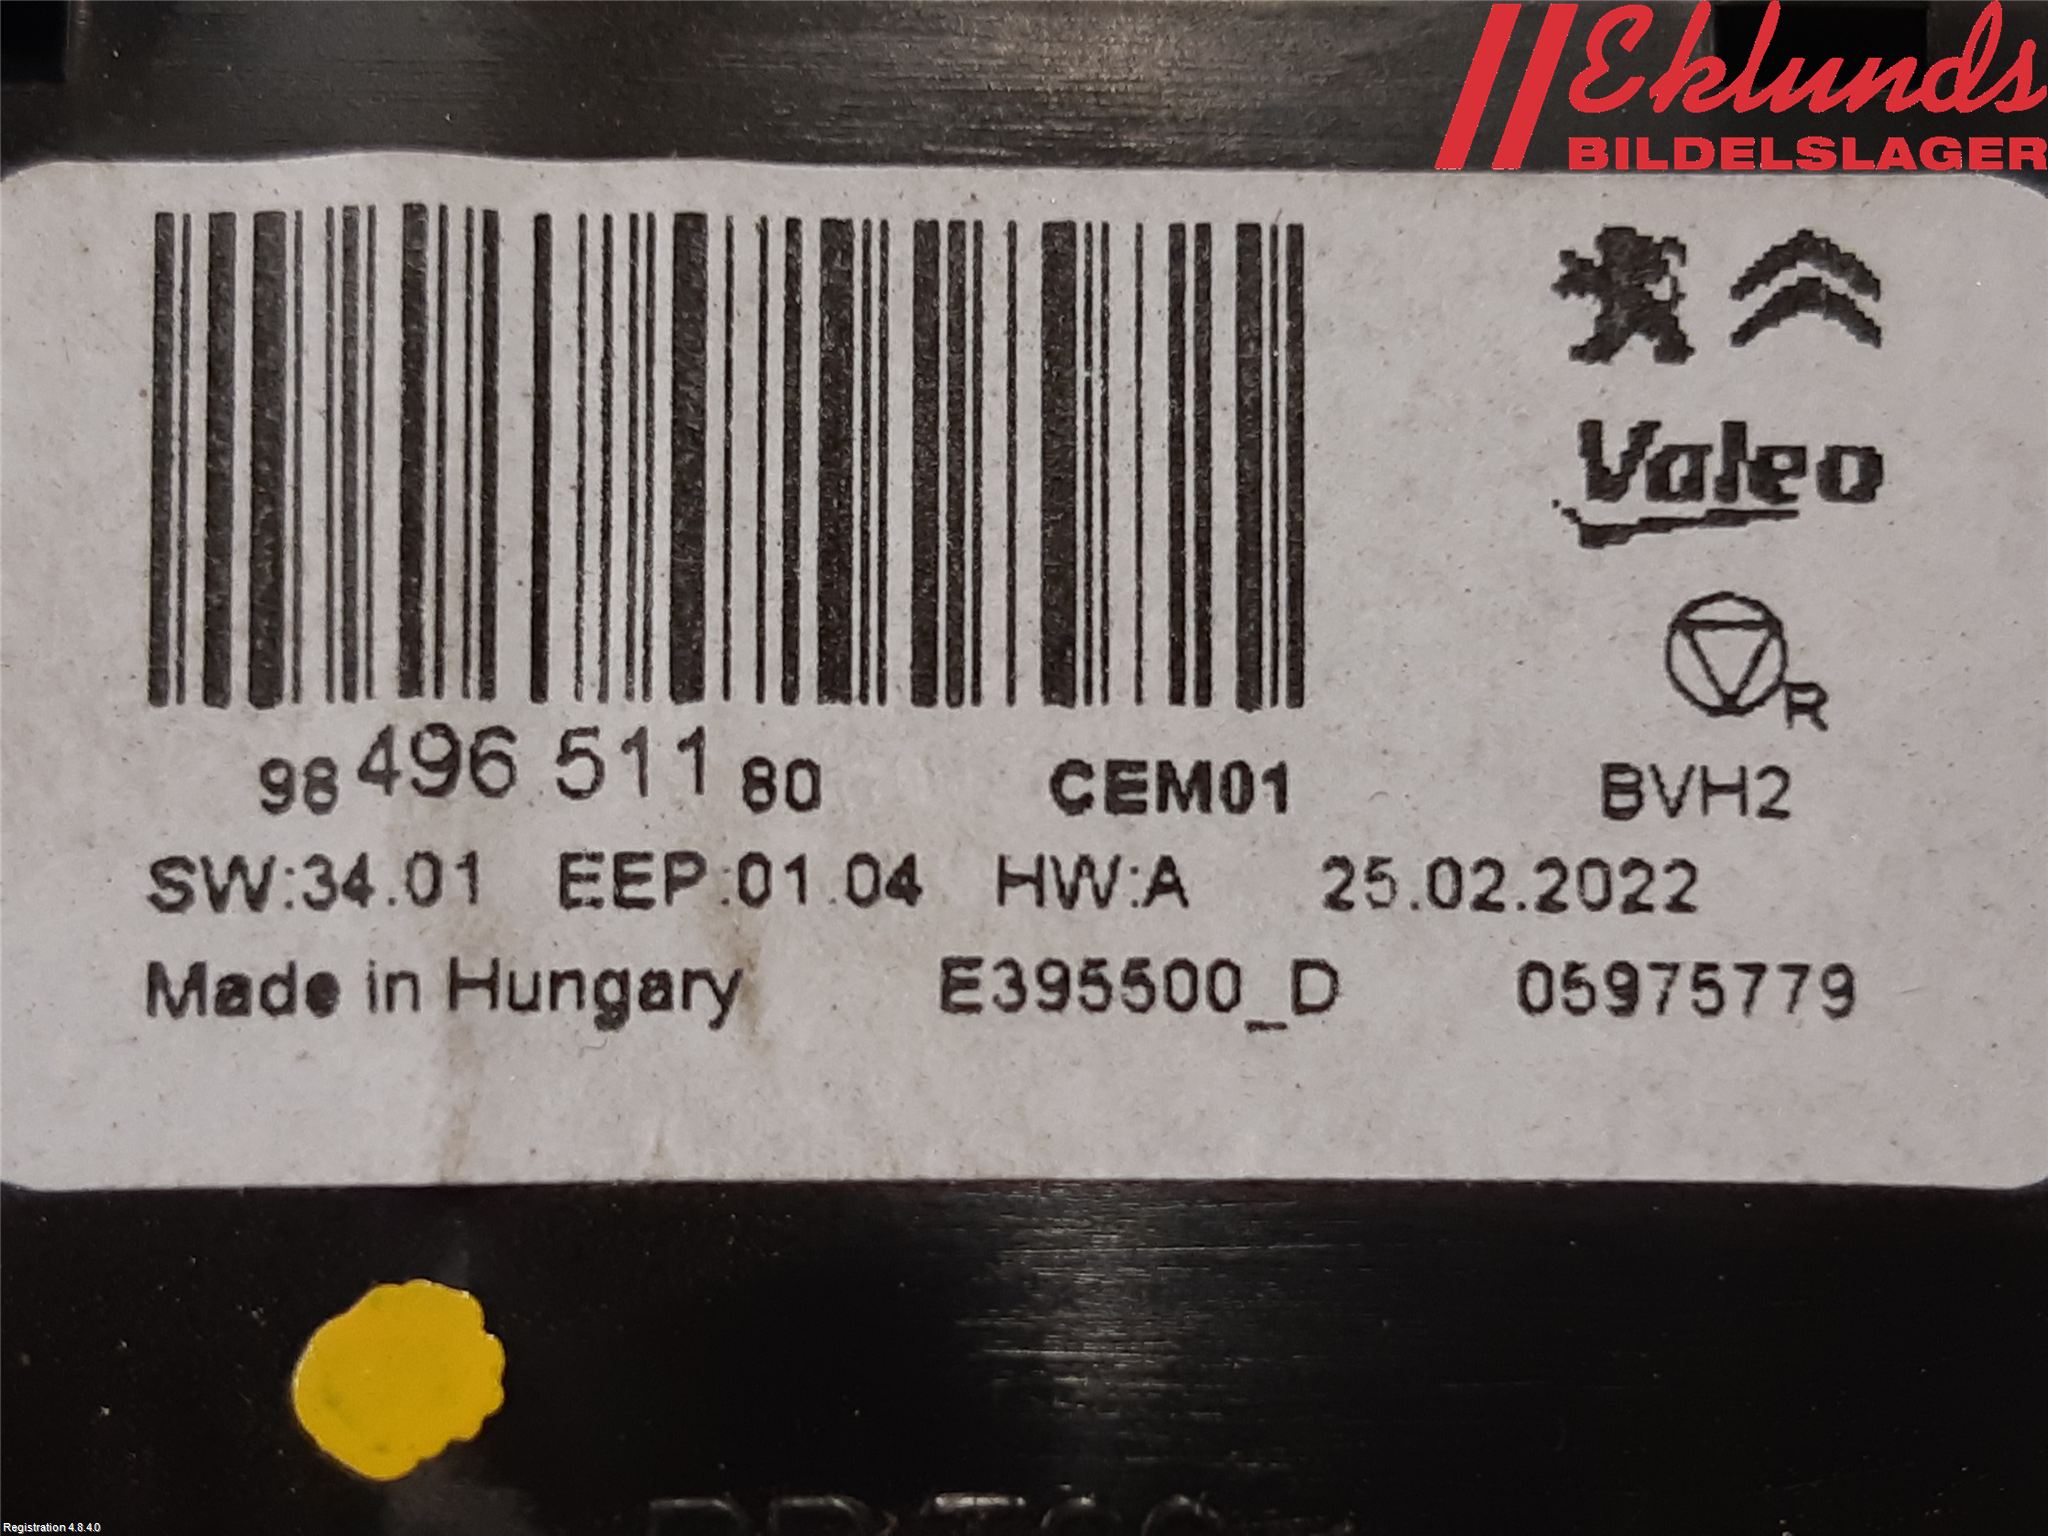 Eklunds
BILDELSLAGER
Valeo
R
98 496 511 80 CEM01 BVH2
SW:34.01 EEP:01.04 HW:A 25.02.2022
Made in Hungary E395500_D 05975779
Registration 4.8.4.0